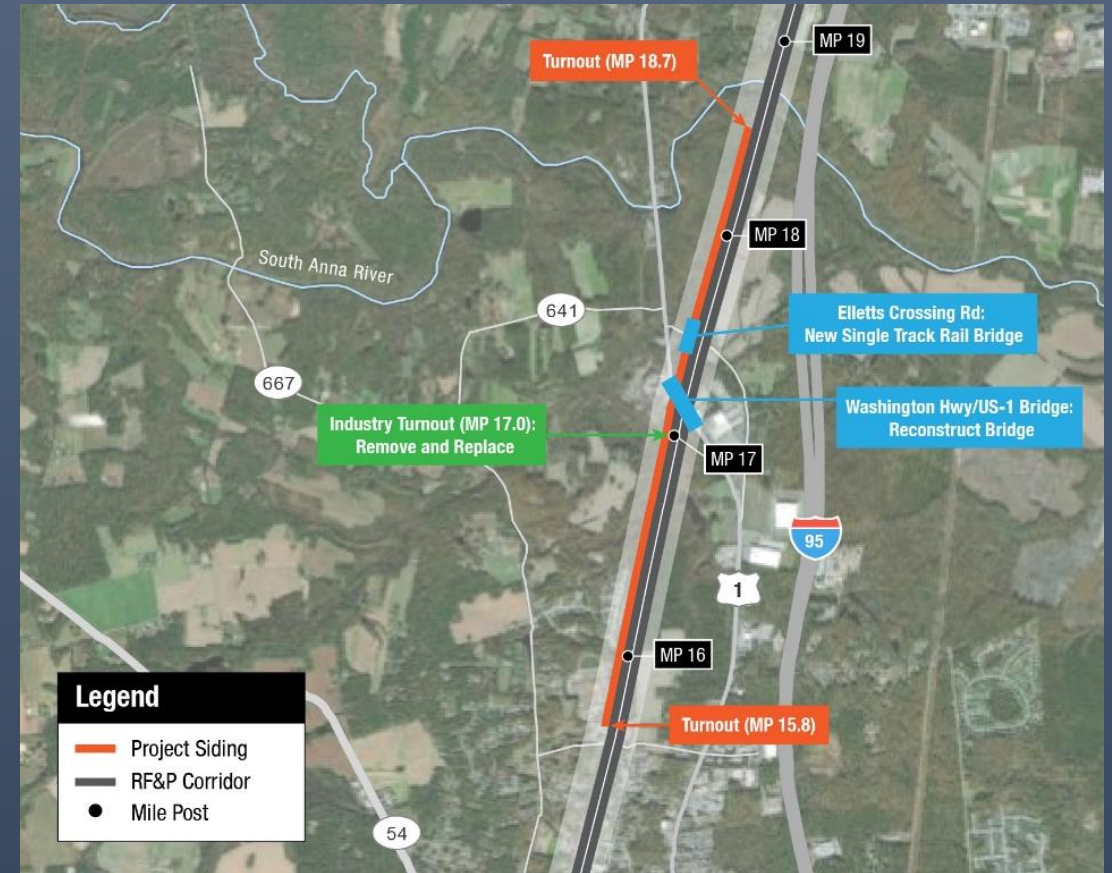 MP 19
Turnout (MP 18.7)
MP 18
South Anna River
641
Elletts Crossing Rd:
New Single Track Rail Bridge
667
Washington Hwy/US-1 Bridge:
Reconstruct Bridge
Industry Turnout (MP 17.0):
Remove and Replace
MP 17
95
1
MP 16
Turnout (MP 15.8)
Legend
Project Siding
RF&P Corridor
Mile Post
54